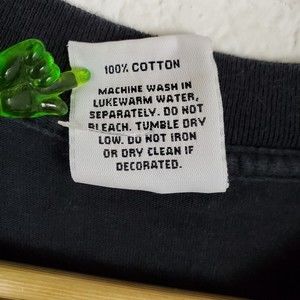 100% COTTON
MACHINE WASH IN
LUKEWARM WATER,
SEPARATELY. DO NOT
BLEACH. TUMBLE DRY
LOW. DO NOT IRON
OR DRY CLEAN IF
DECORATED.